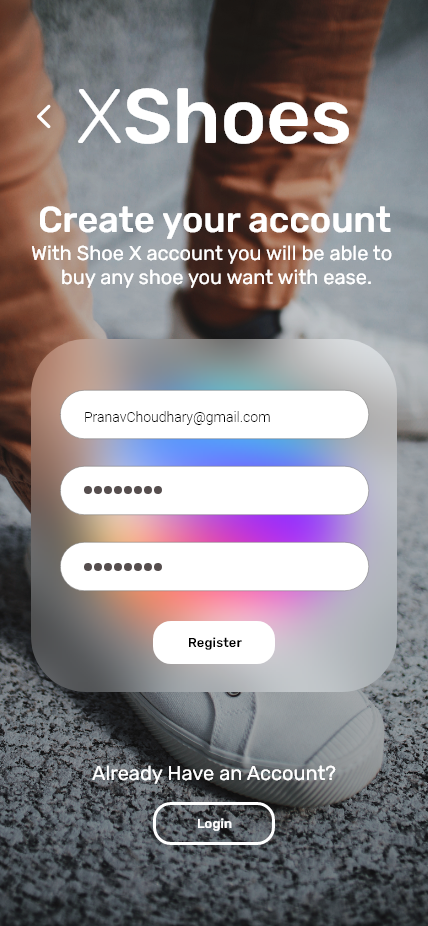 XShoes
Create your account
With Shoe X account you will be able to
buy any shoe you want with ease.
PranavChoudhary@gmail.com
●●●●●●●●
●●●●●●●●
Register
Already Have an Account?
Login